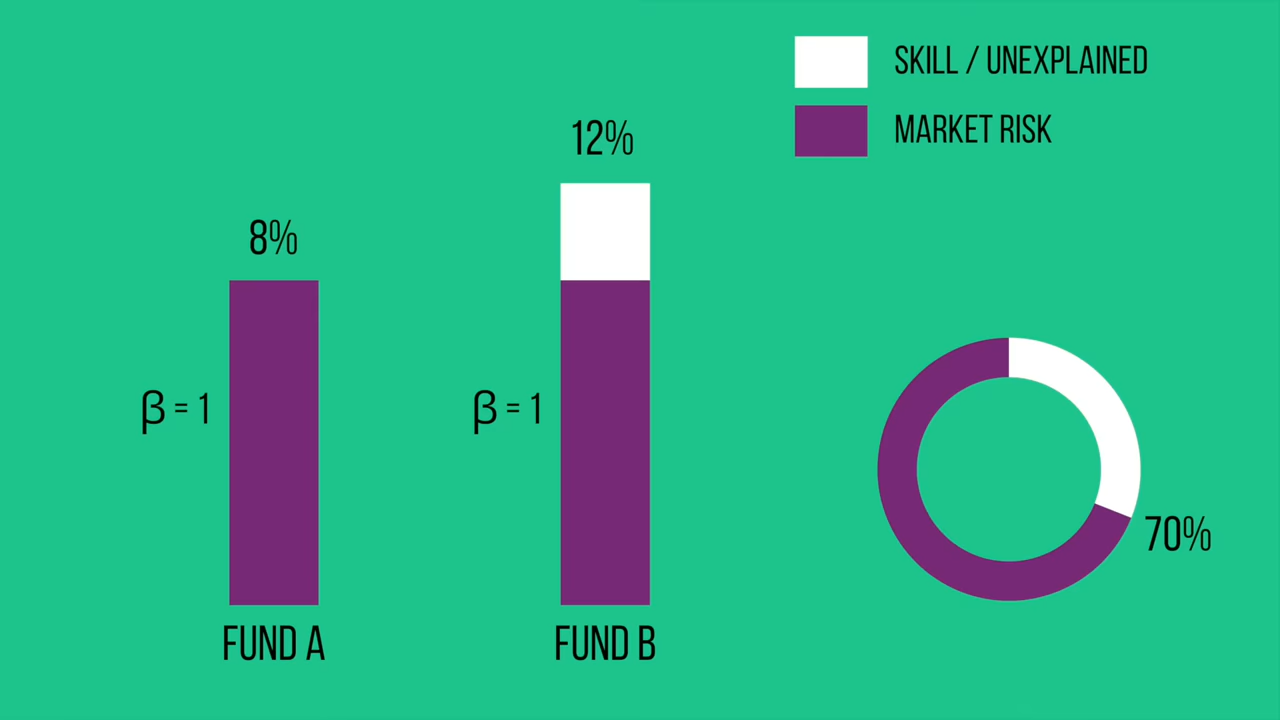 SKILL / UNEXPLAINED
MARKET RISK
12%
8%
β = 1
β = 1
70%
FUND A
FUND B